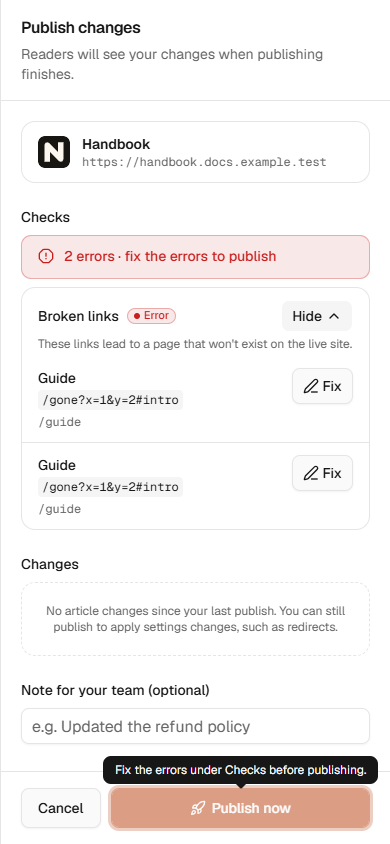 Publish changes
Readers will see your changes when publishing
finishes.
N
Handbook
https://handbook.docs.example.test
Checks
2 errors · fix the errors to publish
Broken links
Error
Hide
These links lead to a page that won't exist on the live site.
Guide
/gone?x=1&y=2#intro
/guide
Fix
Guide
/gone?x=1&y=2#intro
/guide
Fix
Changes
No article changes since your last publish. You can still
publish to apply settings changes, such as redirects.
Note for your team (optional)
e.g. Updated the refund policy
Fix the errors under Checks before publishing.
Cancel
Publish now